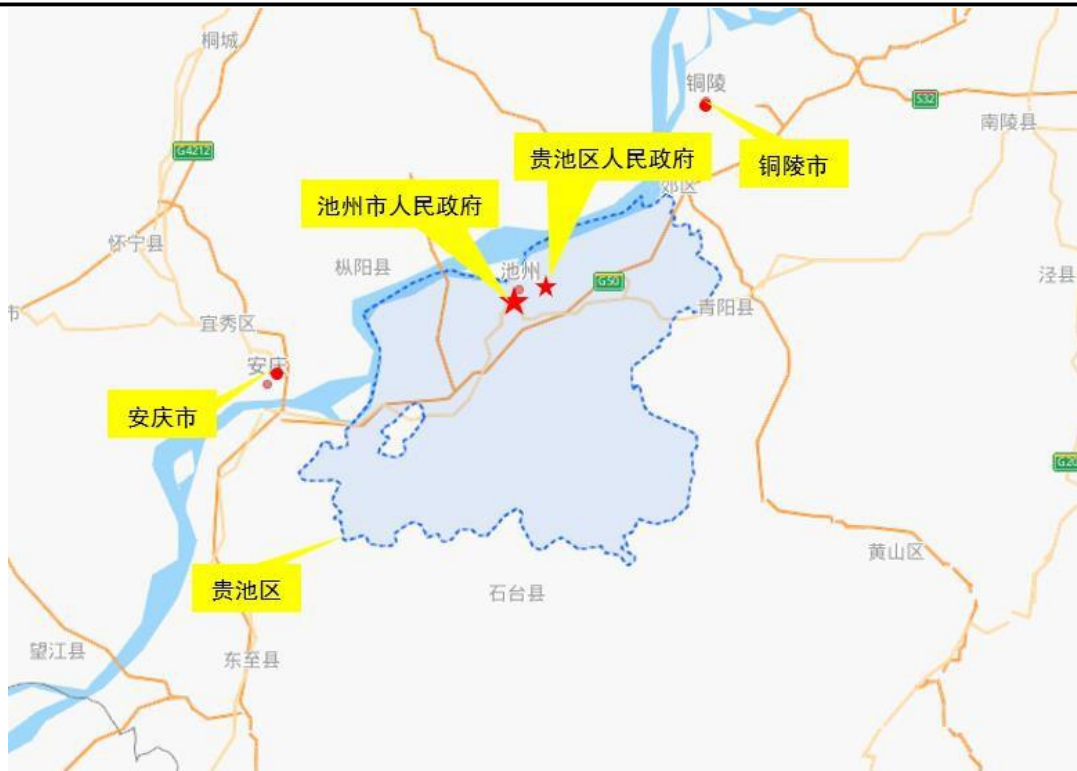 桐城
铜陵
S32
南陵县
G4212
贵池区人民政府
铜陵市
郊区
池州市人民政府
怀宁县
枞阳县
池州
G50
泾县
市
青阳县
宜秀区
安庆
安庆市
G20
黄山区
贵池区
石台县
望江县
东至县